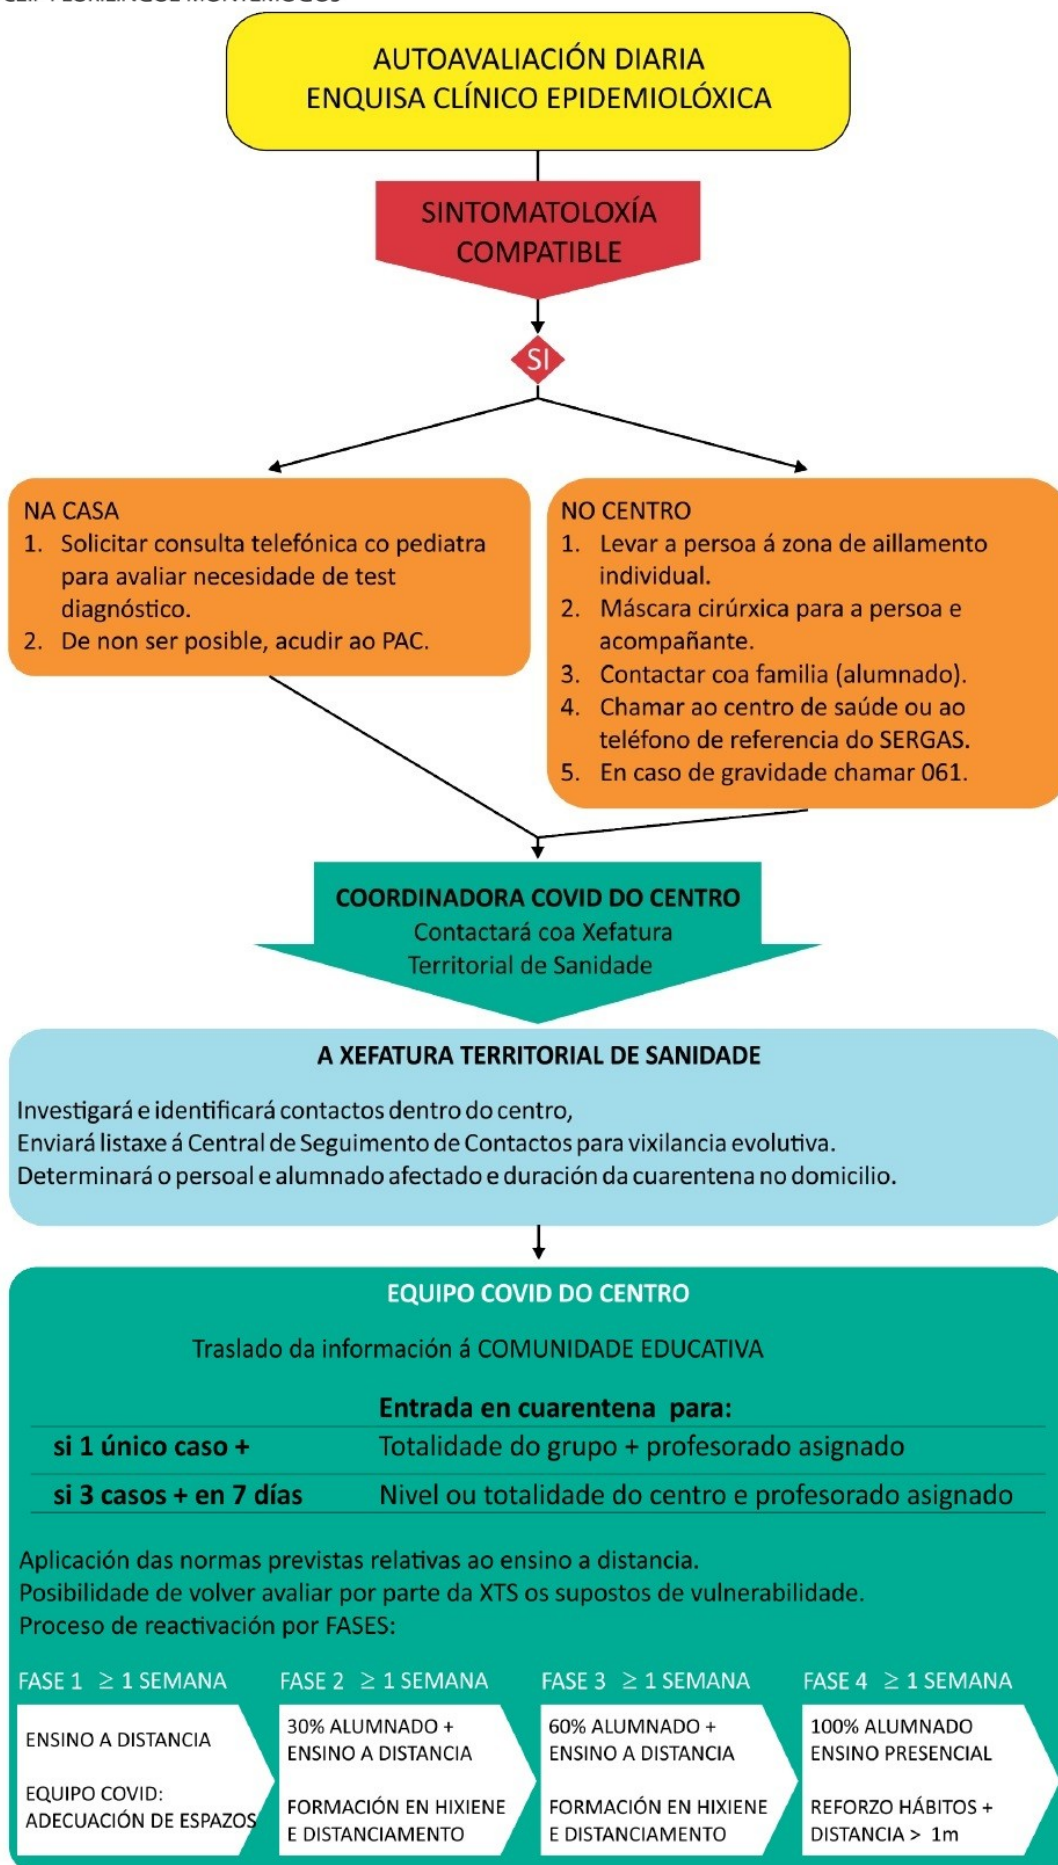 AUTOAVALIACIÓN DIARIA
ENQUISA CLÍNICO EPIDEMIOLÓXICA
SINTOMATOLOXÍA
COMPATIBLE
SI
NA CASA
1. Solicitar consulta telefónica co pediatra
para avaliar necesidade de test
diagnóstico.
2. De non ser posible, acudir ao PAC.
NO CENTRO
1. Levar a persoa á zona de aillamento
individual.
2. Máscara cirúrxica para a persoa e
acompañante.
3. Contactar coa familia (alumnado).
4. Chamar ao centro de saúde ou ao
teléfono de referencia do SERGAS.
5. En caso de gravidade chamar 061.
COORDINADORA COVID DO CENTRO
Contactará coa Xefatura
Territorial de Sanidade
A XEFATURA TERRITORIAL DE SANIDADE
Investigará e identificará contactos dentro do centro,
Enviará listaxe á Central de Seguimento de Contactos para vixilancia evolutiva.
Determinará o persoal e alumnado afectado e duración da cuarentena no domicilio.
EQUIPO COVID DO CENTRO
Traslado da información á COMUNIDADE EDUCATIVA
Entrada en cuarentena para:
si 1 único caso + Totalidade do grupo + profesorado asignado
si 3 casos + en 7 días Nivel ou totalidade do centro e profesorado asignado
Aplicación das normas previstas relativas ao ensino a distancia.
Posibilidade de volver avaliar por parte da XTS os supostos de vulnerabilidade.
Proceso de reactivación por FASES:
FASE 1 ≥ 1 SEMANA
ENSINO A DISTANCIA
EQUIPO COVID:
ADECUACIÓN DE ESPAZOS
FASE 2 ≥ 1 SEMANA
30% ALUMNADO +
ENSINO A DISTANCIA
FORMACIÓN EN HIXIENE
E DISTANCIAMENTO
FASE 3 ≥ 1 SEMANA
60% ALUMNADO +
ENSINO A DISTANCIA
FORMACIÓN EN HIXIENE
E DISTANCIAMENTO
FASE 4 ≥ 1 SEMANA
100% ALUMNADO
ENSINO PRESENCIAL
REFORZO HÁBITOS +
DISTANCIA > 1m